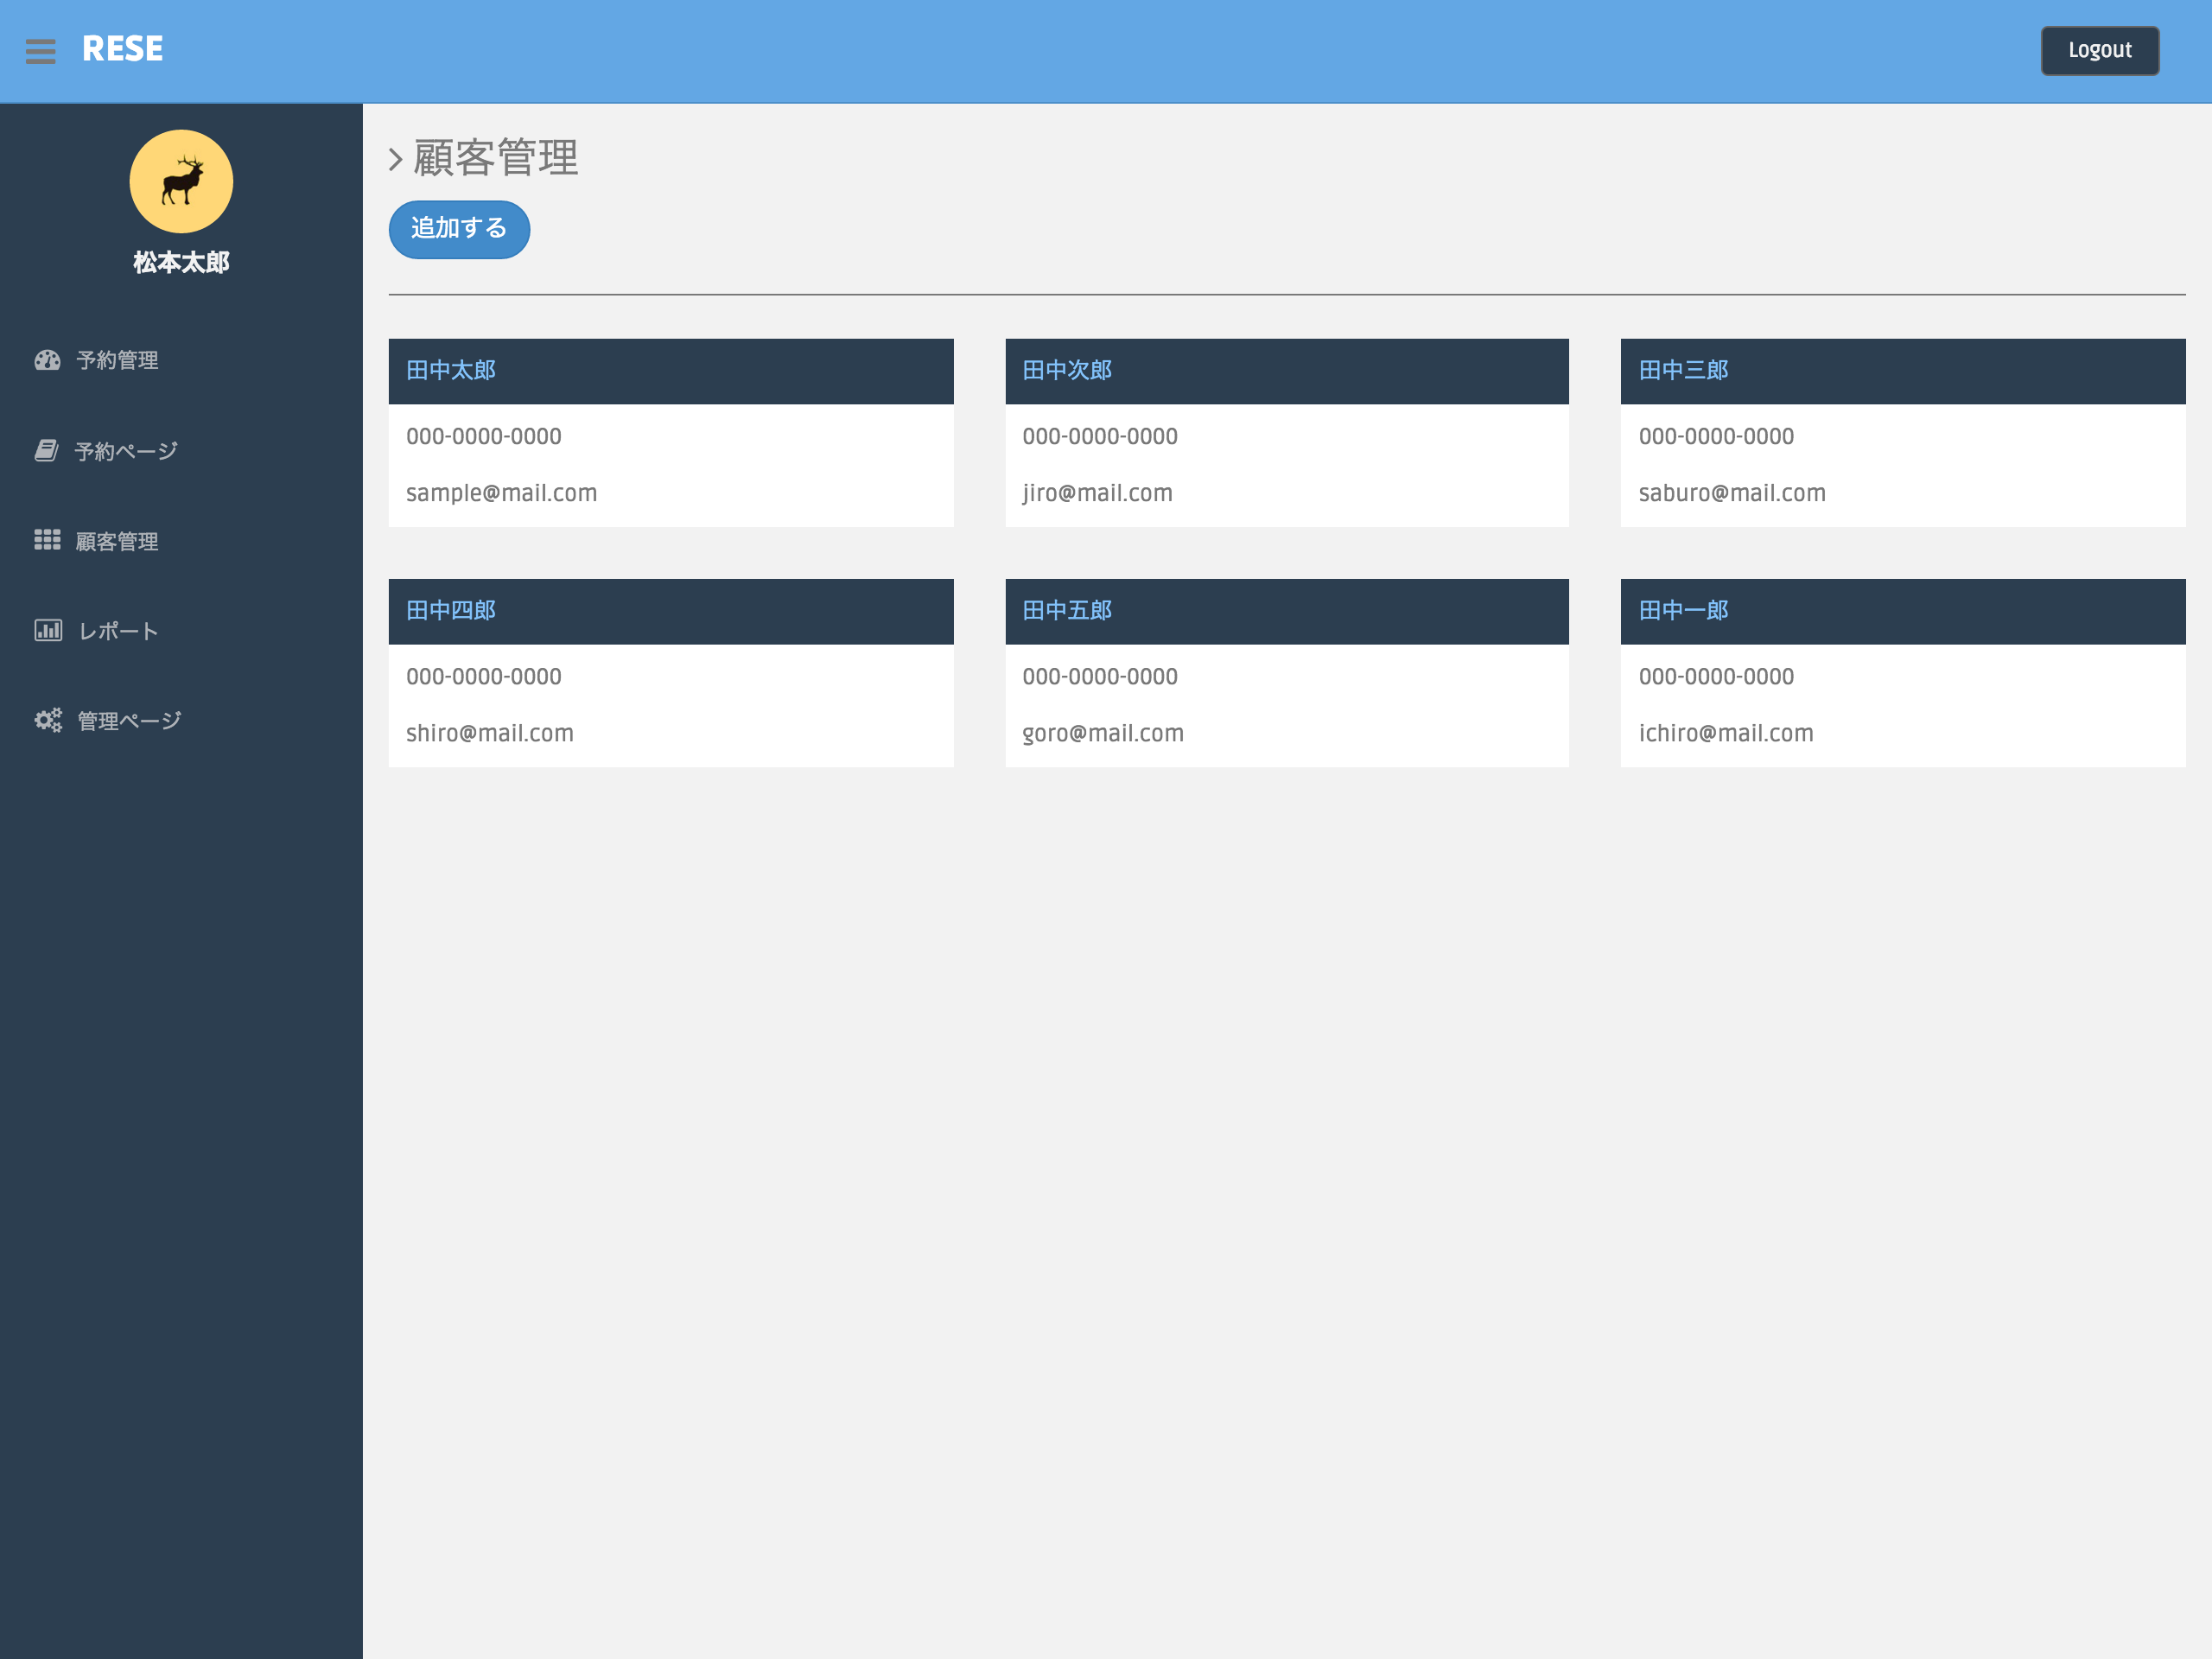 RESE
Logout
松本太郎
予約管理
予約ページ
顧客管理
レポート
管理ページ
顧客管理
追加する
田中太郎
000-0000-0000
sample@mail.com
田中次郎
000-0000-0000
jiro@mail.com
田中三郎
000-0000-0000
saburo@mail.com
田中四郎
000-0000-0000
shiro@mail.com
田中五郎
000-0000-0000
goro@mail.com
田中一郎
000-0000-0000
ichiro@mail.com